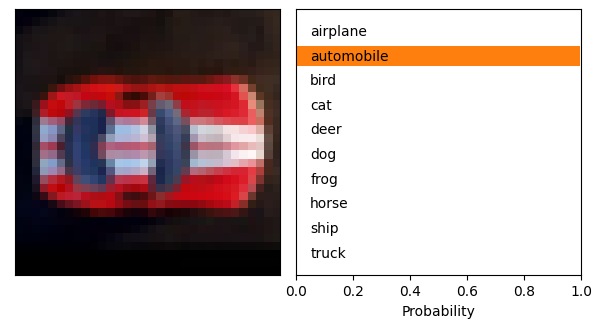 airplane
automobile
bird
cat
deer
dog
frog
horse
ship
truck
0.0 0.2 0.4 0.6 0.8 1.0
Probability